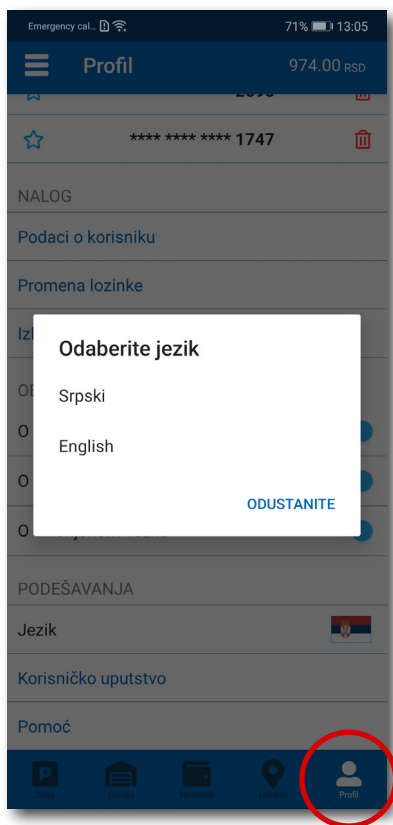 Emergency cal...
71%
13:05
Profil
974.00 RSD
**** **** **** 1747
NALOG
Podaci o korisniku
Promena lozinke
Odaberite jezik
Srpski
English
ODUSTANITE
PODEŠAVANJA
Jezik
Korisničko uputstvo
Pomoć
P
Profil